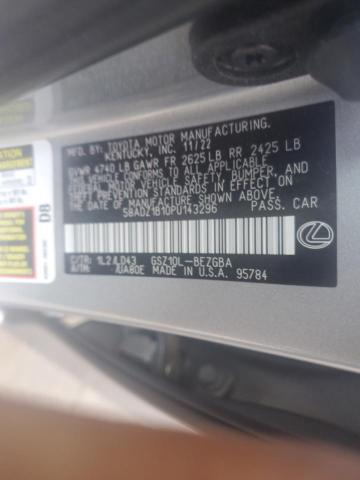 MFD. BY: TOYOTA MOTOR MANUFACTURING,
KENTUCKY, INC. 11/22
GVWR 4740 LB GAWR FR 2625 LB RR 2425 LB
THIS VEHICLE CONFORMS TO ALL APPLICABLE
FEDERAL MOTOR VEHICLE SAFETY, BUMPER, AND
THEFT PREVENTION STANDARDS IN EFFECT ON
THE DATE OF MANUFACTURE SHOWN ABOVE.
58ADZ1B10PU143296 PASS. CAR
C/TR: 1L2/LD43 GSZ10L-BEZGBA
A/TM: /UA80E MADE IN U.S.A. 95784
D8